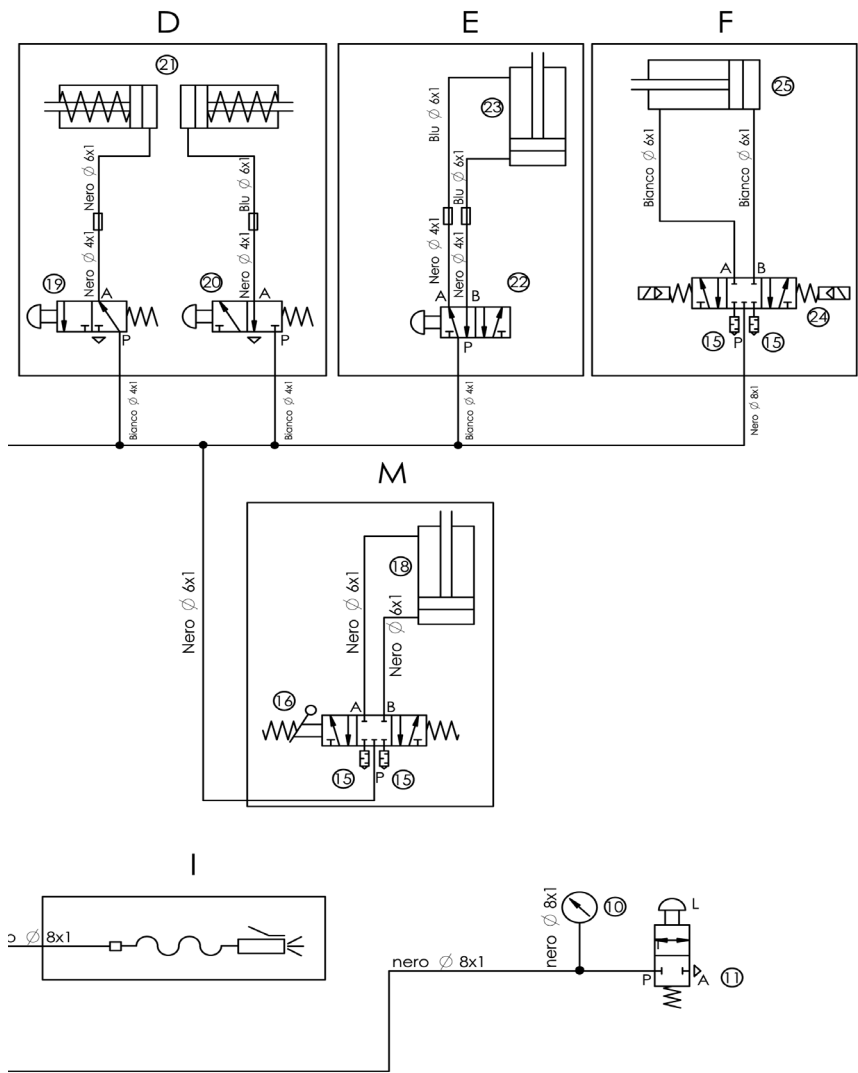 D
E
F
21
Nero Ø 6x1
Blu Ø 6x1
Nero Ø 4x1
Nero Ø 4x1
19
A
P
20
A
P
Bianco Ø 4x1
Bianco Ø 4x1
23
Blu Ø 6x1
Blu Ø 6x1
Nero Ø 4x1
Nero Ø 4x1
22
A
B
P
Bianco Ø 4x1
25
Bianco Ø 6x1
Bianco Ø 6x1
A
B
24
15
P
15
Nero Ø 8x1
M
Nero Ø 6x1
18
Nero Ø 6x1
Nero Ø 6x1
16
A
B
15
P
15
I
o Ø 8x1
nero Ø 8x1
nero Ø 8x1
10
L
P
A
11